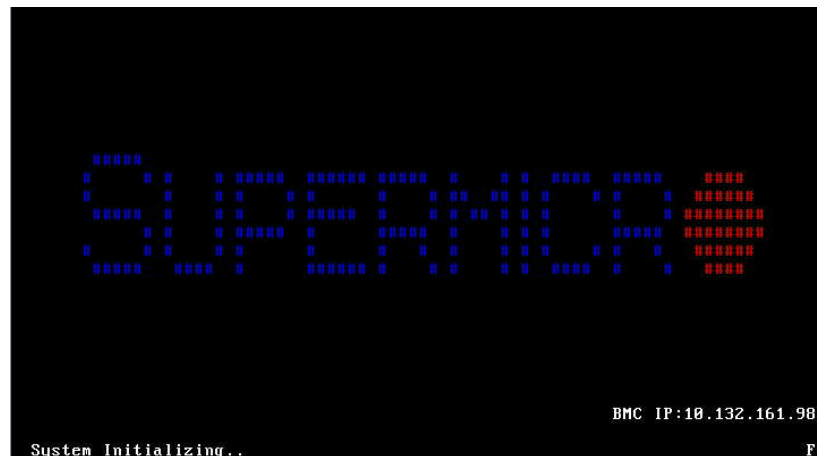 SUPERMICRO
BMC IP:10.132.161.98
System Initializing..
F